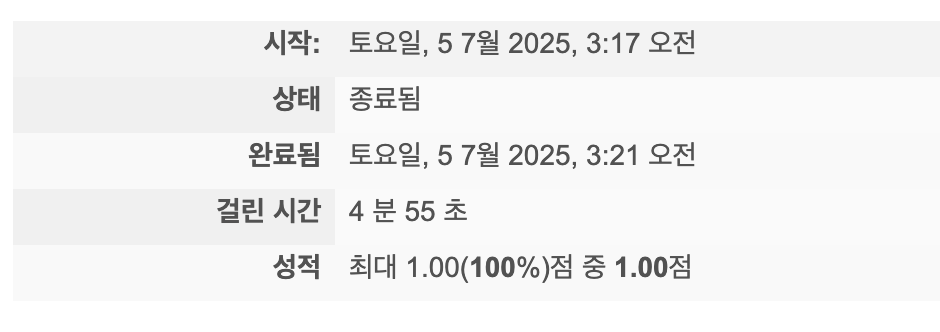 시작: 토요일, 5 7월 2025, 3:17 오전
상태 종료됨
완료됨 토요일, 5 7월 2025, 3:21 오전
걸린 시간 4 분 55 초
성적 최대 1.00(100%)점 중 1.00점